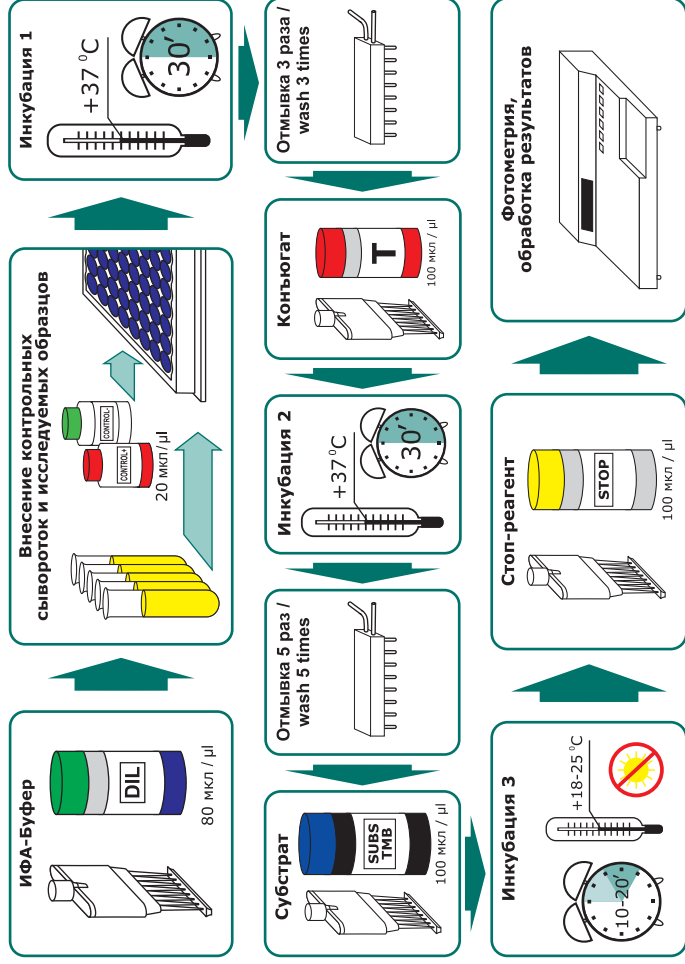 ИФА-Буфер
DIL
80 мкл / µl
Внесение контрольных
сывороток и исследуемых образцов
CONTROL+
CONTROL-
20 мкл/µl
Инкубация 1
+37 ⁰C
30′
Отмывка 3 раза /
wash 3 times
Конъюгат
T
100 мкл / µl
Инкубация 2
+37 ⁰C
30′
Отмывка 5 раз /
wash 5 times
Субстрат
SUBS
TMB
100 мкл / µl
Инкубация 3
10-20′
+18-25 ⁰C
Стоп-реагент
STOP
100 мкл / µl
Фотометрия,
обработка результатов